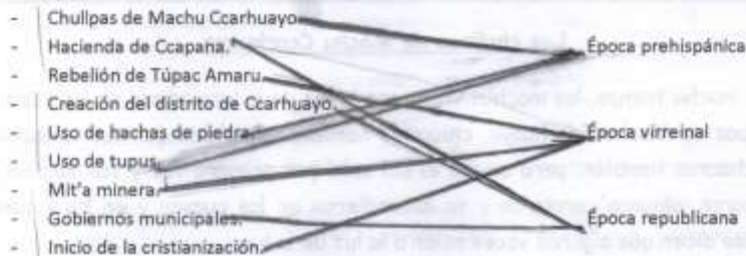 - Chullpas de Machu Ccarhuayo.
- Hacienda de Ccapana.
Época prehispánica
- Rebelión de Túpac Amaru.
- Creación del distrito de Ccarhuayo.
- Uso de hachas de piedra.
Época virreinal
- Uso de tupus.
- Mit'a minera.
- Gobiernos municipales.
Época republicana
- Inicio de la cristianización.